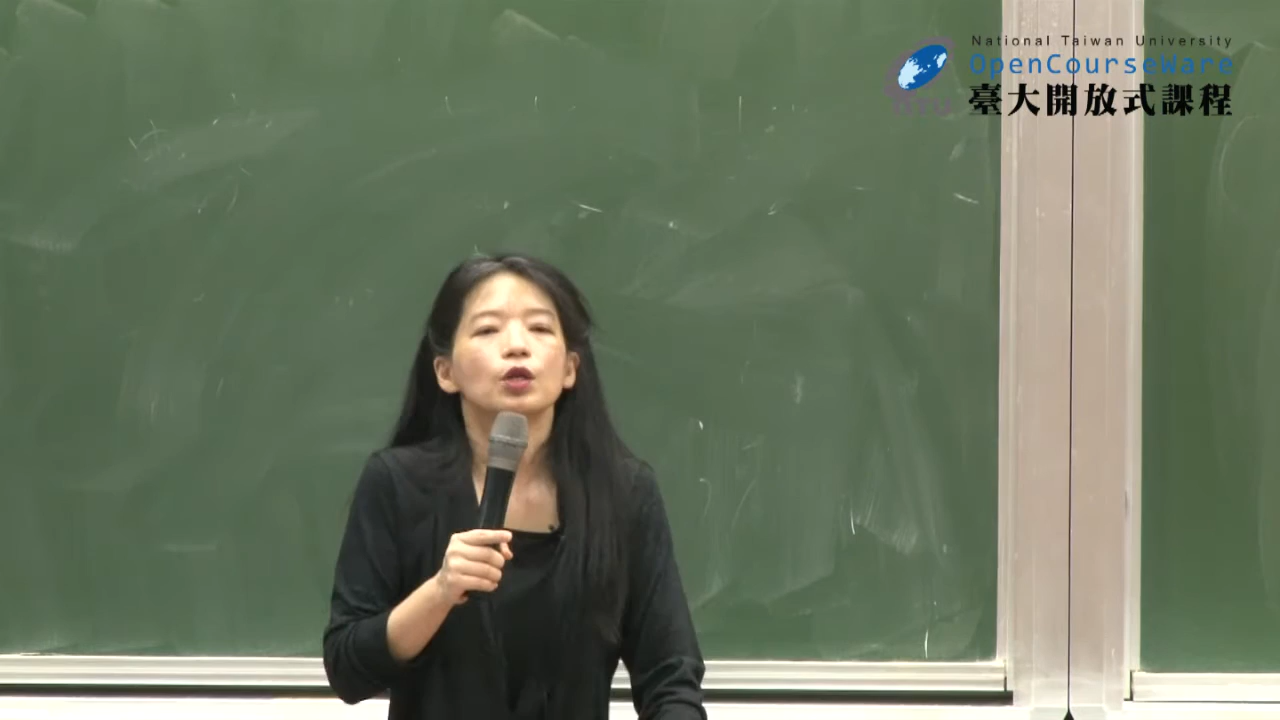 National Taiwan University
OpenCourseWare
臺大開放式課程